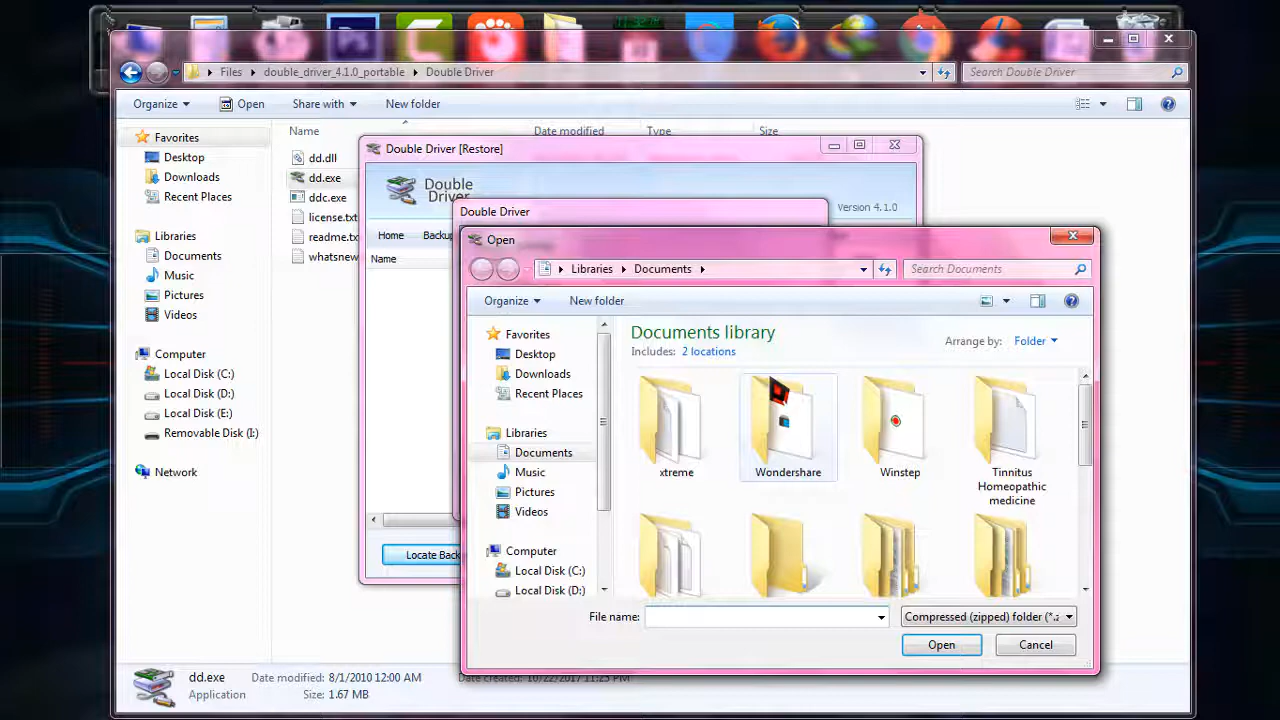 Files
double_driver_4.1.0_portable
Double Driver
Search Double Driver
Organize
Open
Share with
New folder
Name
Date modified
Type
Size
Favorites
Desktop
Downloads
Recent Places
Libraries
Documents
Music
Pictures
Videos
Computer
Local Disk (C:)
Local Disk (D:)
Local Disk (E:)
Removable Disk (I:)
Network
dd.dll
dd.exe
ddc.exe
license.txt
readme.tx
whatsnew
Double Driver [Restore]
Double
Driver
Version 4.1.0
Home
Backup
Name
Locate Back
Double Driver
Open
Libraries
Documents
Search Documents
Organize
New folder
Favorites
Desktop
Downloads
Recent Places
Libraries
Documents
Music
Pictures
Videos
Computer
Local Disk (C:)
Local Disk (D:)
Documents library
Includes: 2 locations
Arrange by: Folder
xtreme
Wondershare
Winstep
Tinnitus
Homeopathic
medicine
File name:
Compressed (zipped) folder (*.z
Open
Cancel
dd.exe
Application
Date modified: 8/1/2010 12:00 AM
Size: 1.67 MB
Date created: 10/22/2017 11:25 PM